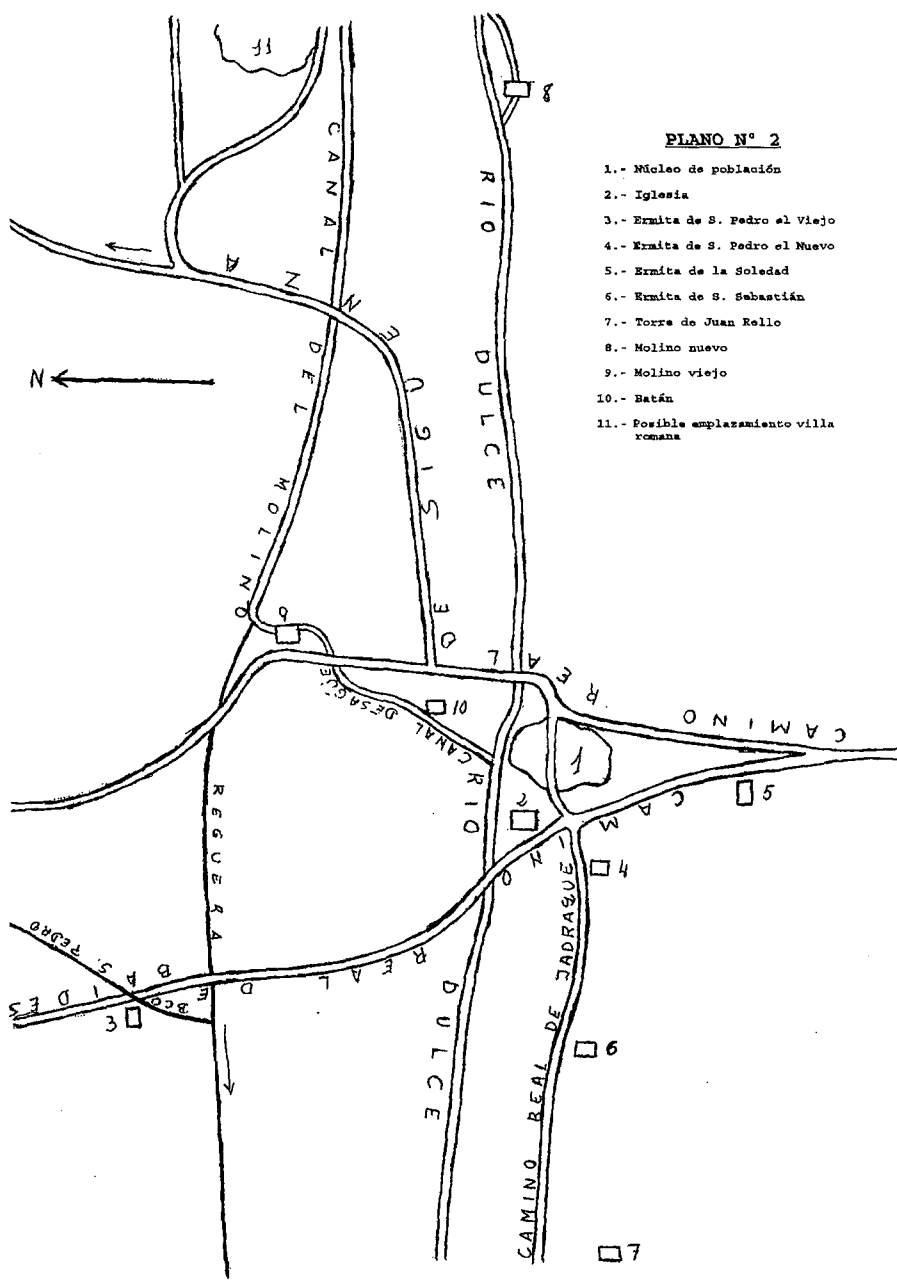 PLANO Nº 2
1.- Núcleo de población
2.- Iglesia
3.- Ermita de S. Pedro el Viejo
4.- Ermita de S. Pedro el Nuevo
5.- Ermita de la Soledad
6.- Ermita de S. Sebastián
7.- Torre de Juan Rello
8.- Molino nuevo
9.- Molino viejo
10.- Batán
11.- Posible emplazamiento villa
romana
11
8
CANAL DEL MOLINO
RIO DULCE
N
CAMINO REAL DE SIGUENZA
9
CANAL DESAGÜE
10
1
2
5
4
RIO DULCE
REGUERA
CAMINO REAL DE BAIDES
BCO. S. PEDRO
3
CAMINO REAL DE JADRAQUE
6
7